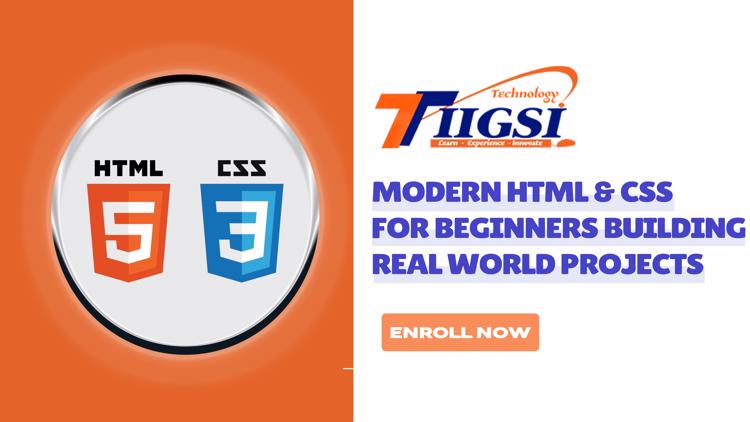 HTML
5
CSS
3
Technology
TIIGSI
Learn - Experience - Innovate
MODERN HTML & CSS
FOR BEGINNERS BUILDING
REAL WORLD PROJECTS
ENROLL NOW